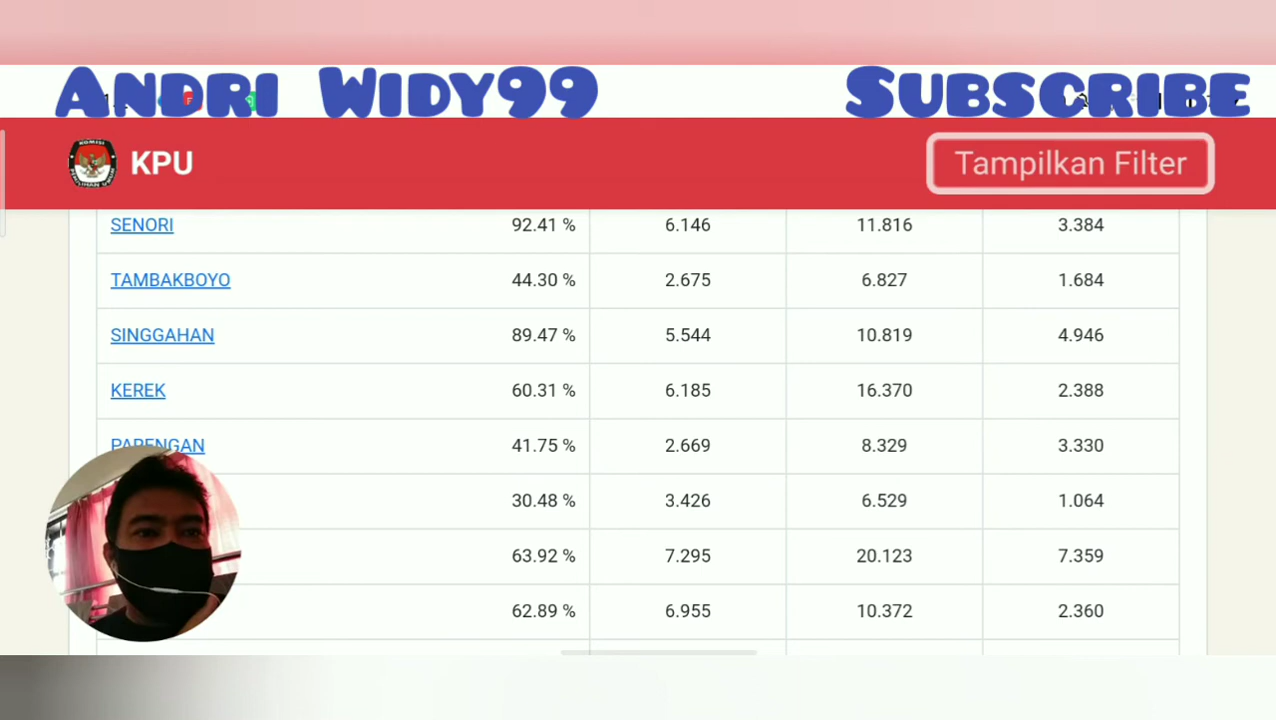 ANDRI WIDY99 SUBSCRIBE
KPU Tampilkan Filter
SENORI 92.41 % 6.146 11.816 3.384
TAMBAKBOYO 44.30 % 2.675 6.827 1.684
SINGGAHAN 89.47 % 5.544 10.819 4.946
KEREK 60.31 % 6.185 16.370 2.388
PARENGAN 41.75 % 2.669 8.329 3.330
30.48 % 3.426 6.529 1.064
63.92 % 7.295 20.123 7.359
62.89 % 6.955 10.372 2.360